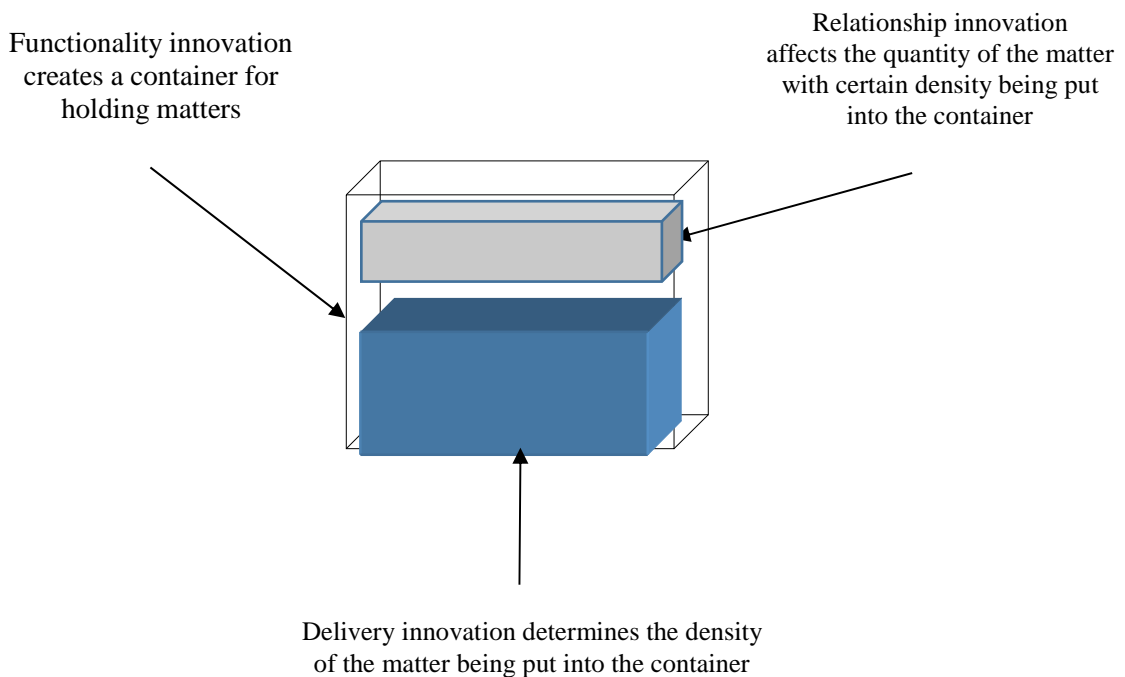 Functionality innovation
creates a container for
holding matters
Relationship innovation
affects the quantity of the matter
with certain density being put
into the container
Delivery innovation determines the density
of the matter being put into the container